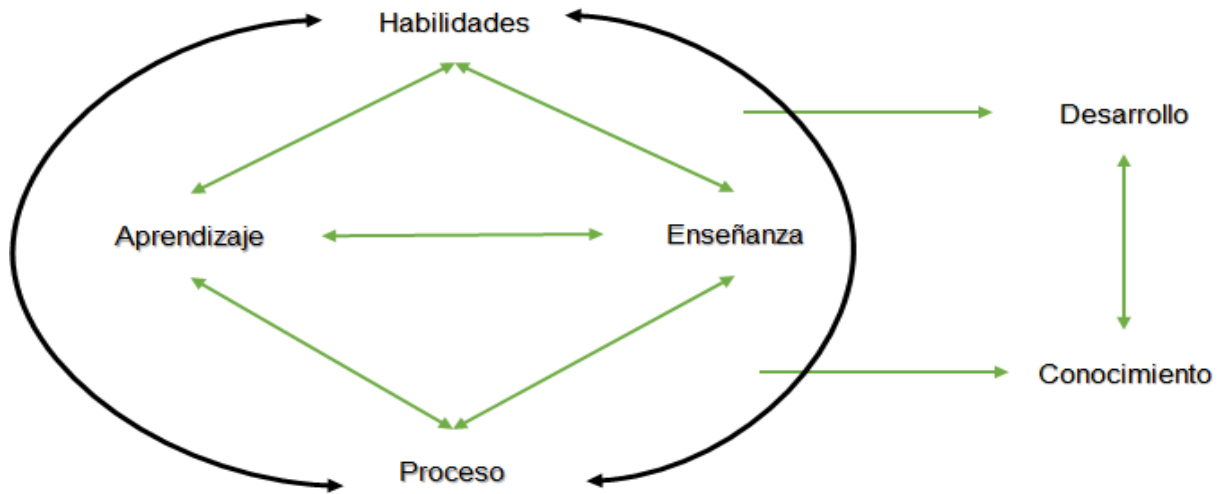 Habilidades
Desarrollo
Aprendizaje
Enseñanza
Conocimiento
Proceso